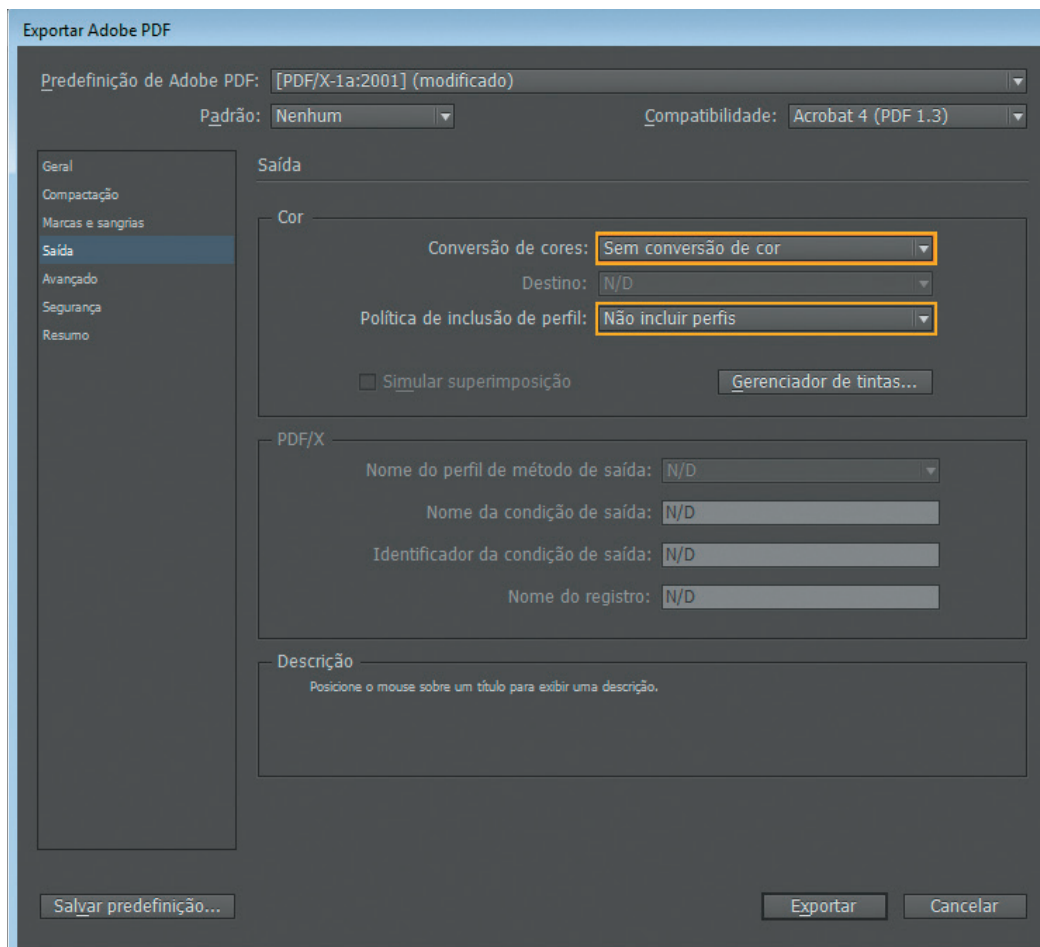 Exportar Adobe PDF
Predefinição de Adobe PDF: [PDF/X-1a:2001] (modificado)
Padrão: Nenhum Compatibilidade: Acrobat 4 (PDF 1.3)
Geral
Compactação
Marcas e sangrias
Saída
Avançado
Segurança
Resumo
Saída
Cor
Conversão de cores: Sem conversão de cor
Destino: N/D
Política de inclusão de perfil: Não incluir perfis
Simular superimposição Gerenciador de tintas...
PDF/X
Nome do perfil de método de saída: N/D
Nome da condição de saída: N/D
Identificador da condição de saída: N/D
Nome do registro: N/D
Descrição
Posicione o mouse sobre um título para exibir uma descrição.
Salvar predefinição... Exportar Cancelar